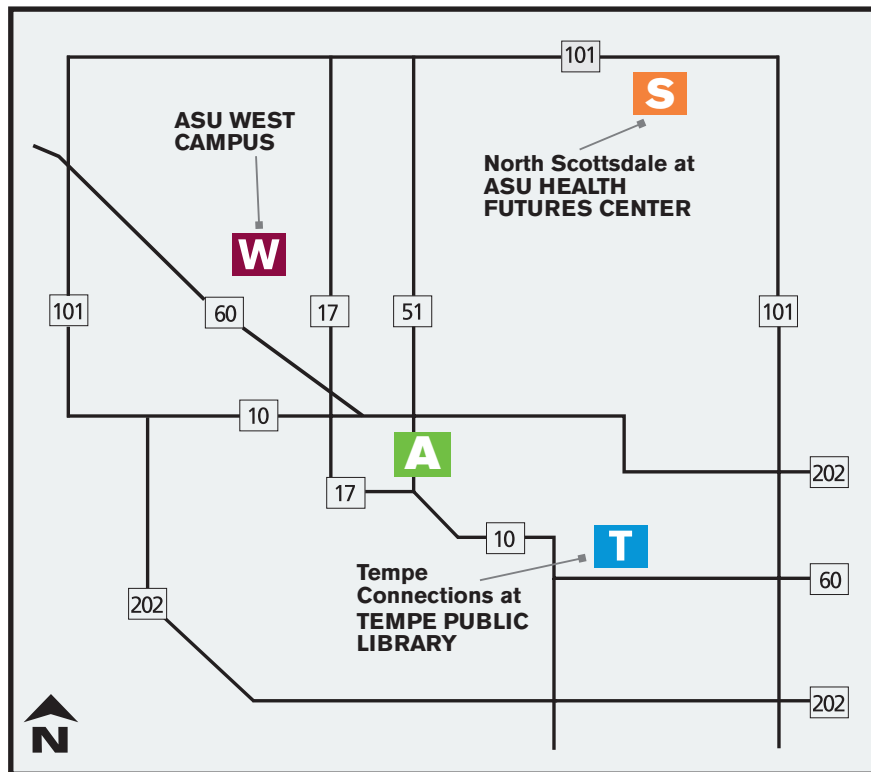 101
S
ASU WEST
CAMPUS
North Scottsdale at
ASU HEALTH
FUTURES CENTER
W
101
60
17
51
101
10
A
17
202
10
T
Tempe
Connections at
TEMPE PUBLIC
LIBRARY
60
202
202
N